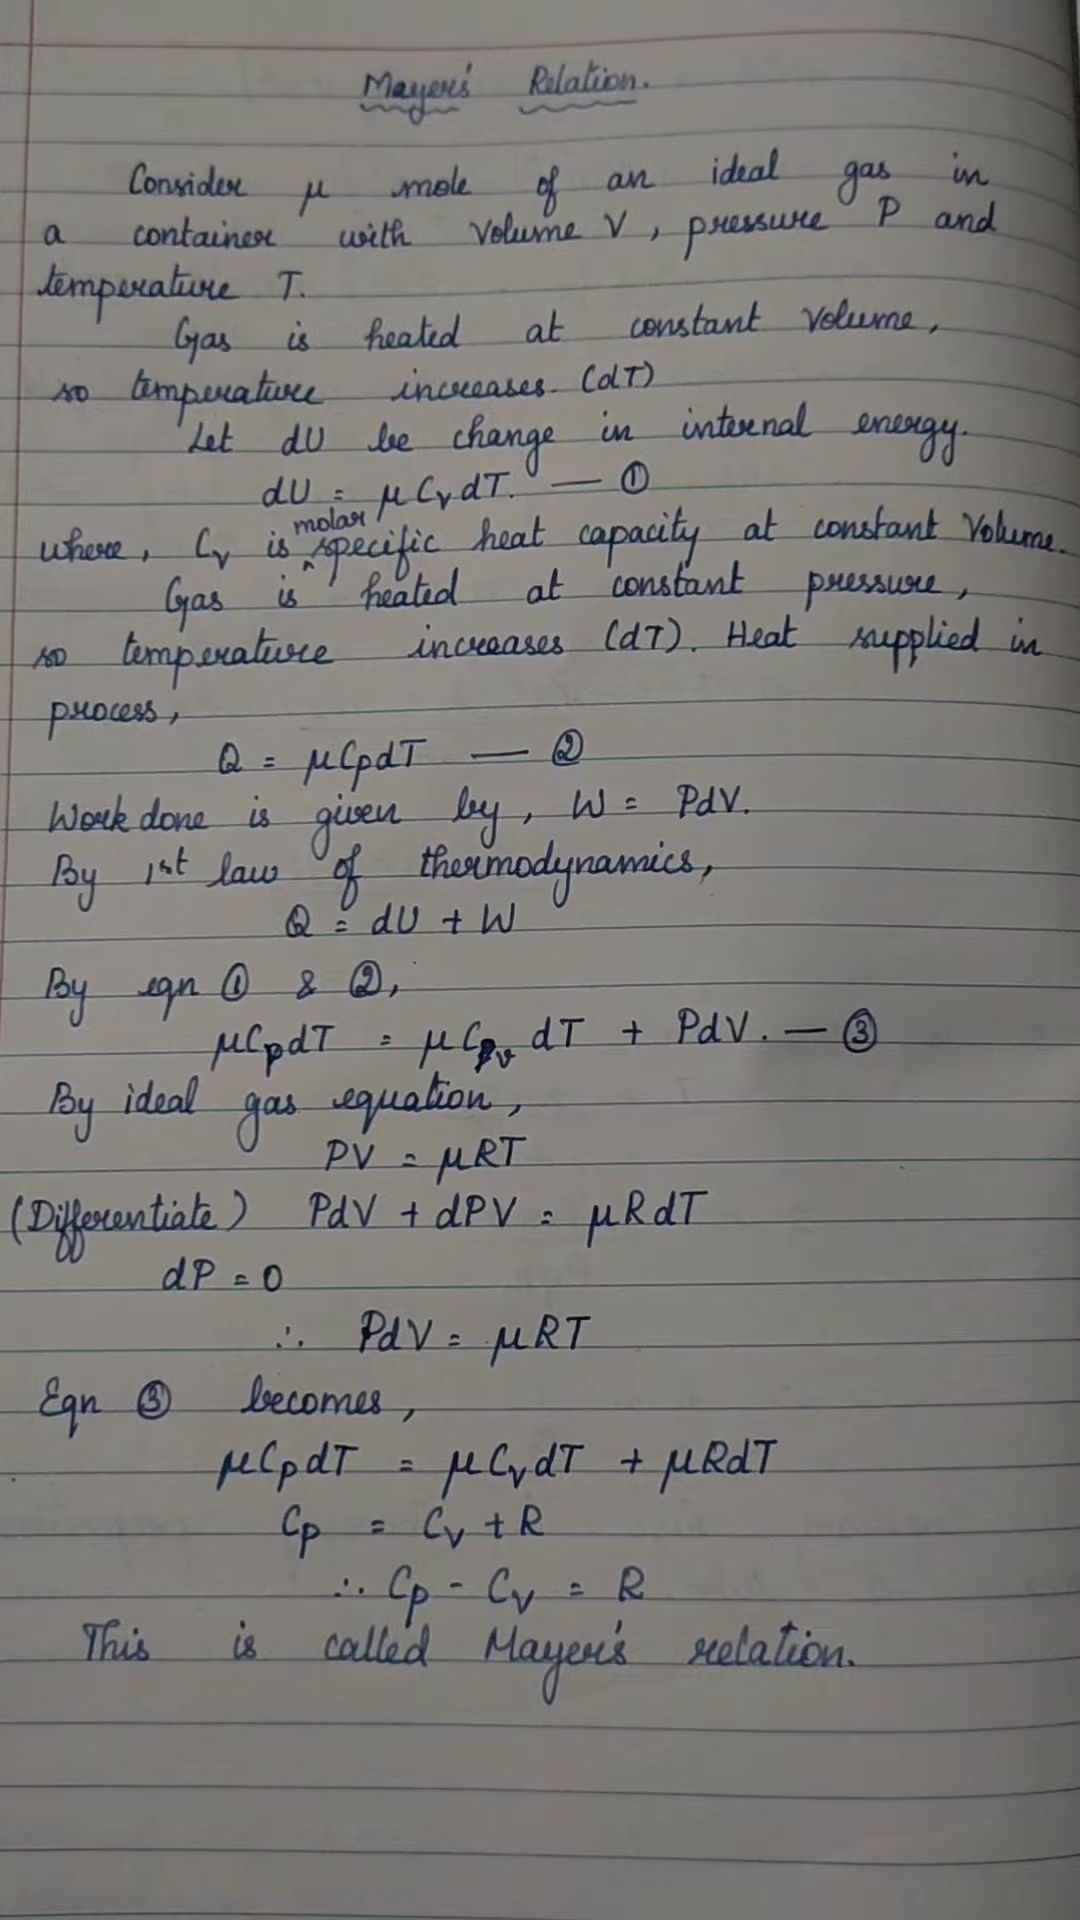 Mayer's Relation.
Consider μ mole of an ideal gas in
a container with volume V, pressure P and
temperature T.
Gas is heated at constant volume,
so temperature increases. (dT)
Let dU be change in internal energy.
dU = μCvdT. — ①
molar
where, Cv is ^ specific heat capacity at constant volume.
Gas is heated at constant pressure,
so temperature increases (dT). Heat supplied in
process,
Q = μCpdT — ②
Work done is given by, W = PdV.
By 1st law of thermodynamics,
Q = dU + W
By eqn ① & ②,
μCpdT = μCv dT + PdV. — ③
By ideal gas equation,
PV = μRT
(Differentiate) PdV + dPV = μRdT
dP = 0
∴ PdV = μRT
Eqn ③ becomes,
μCpdT = μCvdT + μRdT
Cp = Cv + R
∴ Cp - Cv = R
This is called Mayer's relation.